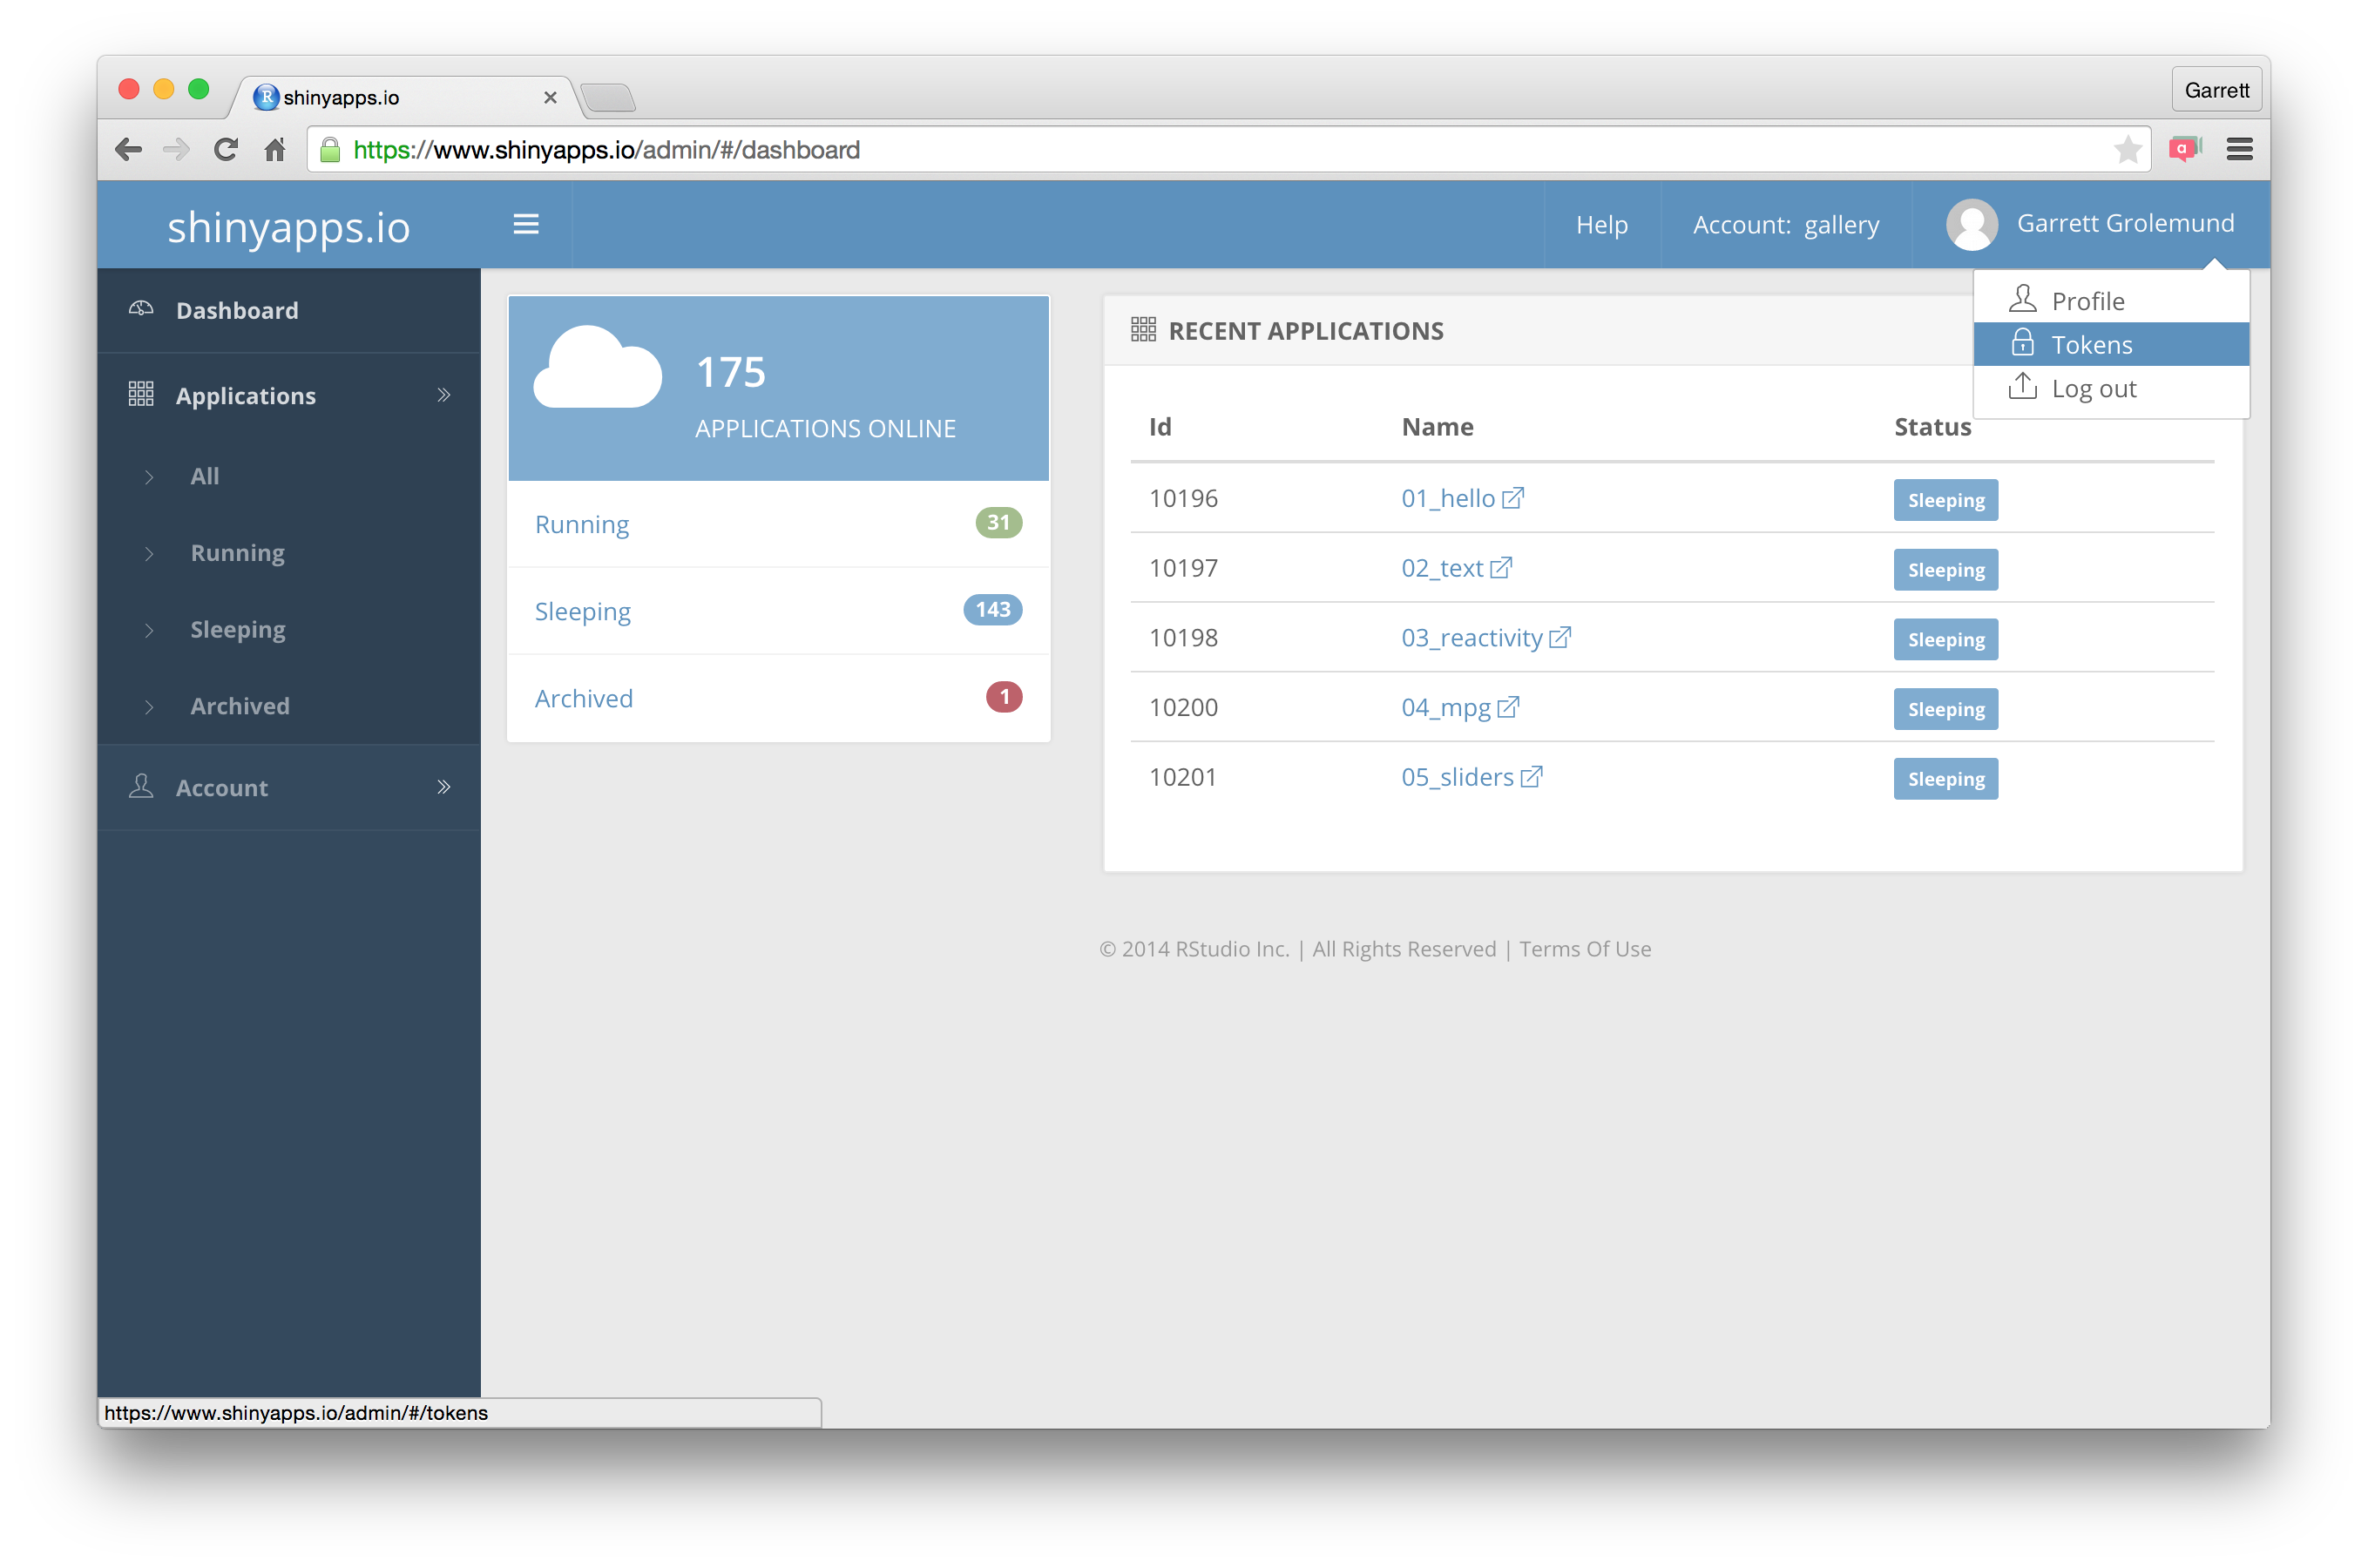 shinyapps.io
Garrett
https://www.shinyapps.io/admin/#/dashboard
shinyapps.io
Help
Account: gallery
Garrett Grolemund
Profile
Tokens
Log out
Dashboard
Applications
All
Running
Sleeping
Archived
Account
175
APPLICATIONS ONLINE
Running 31
Sleeping 143
Archived 1
RECENT APPLICATIONS
Id Name Status
10196 01_hello Sleeping
10197 02_text Sleeping
10198 03_reactivity Sleeping
10200 04_mpg Sleeping
10201 05_sliders Sleeping
© 2014 RStudio Inc. | All Rights Reserved | Terms Of Use
https://www.shinyapps.io/admin/#/tokens